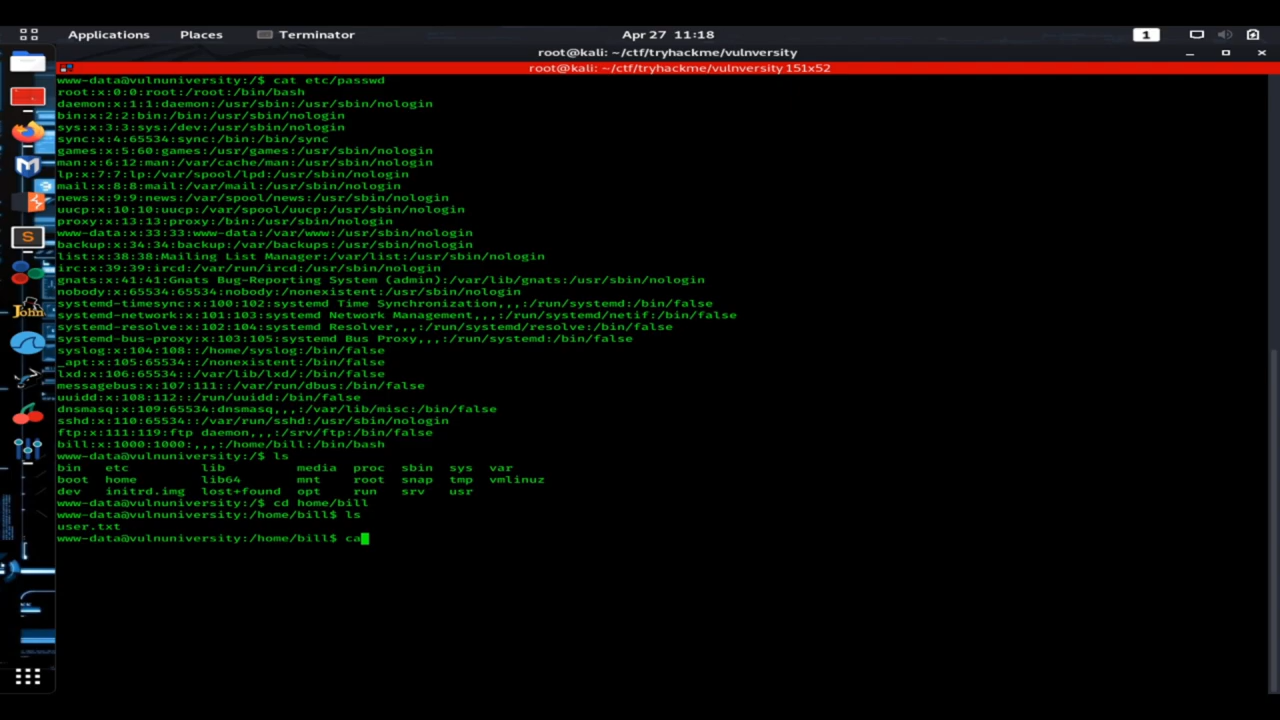 Applications Places Terminator Apr 27 11:18 1
root@kali: ~/ctf/tryhackme/vulnversity
root@kali: ~/ctf/tryhackme/vulnversity 151x52
www-data@vulnuniversity:/$ cat etc/passwd
root:x:0:0:root:/root:/bin/bash
daemon:x:1:1:daemon:/usr/sbin:/usr/sbin/nologin
bin:x:2:2:bin:/bin:/usr/sbin/nologin
sys:x:3:3:sys:/dev:/usr/sbin/nologin
sync:x:4:65534:sync:/bin:/bin/sync
games:x:5:60:games:/usr/games:/usr/sbin/nologin
man:x:6:12:man:/var/cache/man:/usr/sbin/nologin
lp:x:7:7:lp:/var/spool/lpd:/usr/sbin/nologin
mail:x:8:8:mail:/var/mail:/usr/sbin/nologin
news:x:9:9:news:/var/spool/news:/usr/sbin/nologin
uucp:x:10:10:uucp:/var/spool/uucp:/usr/sbin/nologin
proxy:x:13:13:proxy:/bin:/usr/sbin/nologin
www-data:x:33:33:www-data:/var/www:/usr/sbin/nologin
backup:x:34:34:backup:/var/backups:/usr/sbin/nologin
list:x:38:38:Mailing List Manager:/var/list:/usr/sbin/nologin
irc:x:39:39:ircd:/var/run/ircd:/usr/sbin/nologin
gnats:x:41:41:Gnats Bug-Reporting System (admin):/var/lib/gnats:/usr/sbin/nologin
nobody:x:65534:65534:nobody:/nonexistent:/usr/sbin/nologin
systemd-timesync:x:100:102:systemd Time Synchronization,,,:/run/systemd:/bin/false
systemd-network:x:101:103:systemd Network Management,,,:/run/systemd/netif:/bin/false
systemd-resolve:x:102:104:systemd Resolver,,,:/run/systemd/resolve:/bin/false
systemd-bus-proxy:x:103:105:systemd Bus Proxy,,,:/run/systemd:/bin/false
syslog:x:104:108::/home/syslog:/bin/false
_apt:x:105:65534::/nonexistent:/bin/false
lxd:x:106:65534::/var/lib/lxd/:/bin/false
messagebus:x:107:111::/var/run/dbus:/bin/false
uuidd:x:108:112::/run/uuidd:/bin/false
dnsmasq:x:109:65534:dnsmasq,,,:/var/lib/misc:/bin/false
sshd:x:110:65534::/var/run/sshd:/usr/sbin/nologin
ftp:x:111:119:ftp daemon,,,:/srv/ftp:/bin/false
bill:x:1000:1000:,,,:/home/bill:/bin/bash
www-data@vulnuniversity:/$ ls
bin etc lib media proc sbin sys var
boot home lib64 mnt root snap tmp vmlinuz
dev initrd.img lost+found opt run srv usr
www-data@vulnuniversity:/$ cd home/bill
www-data@vulnuniversity:/home/bill$ ls
user.txt
www-data@vulnuniversity:/home/bill$ ca
S
John